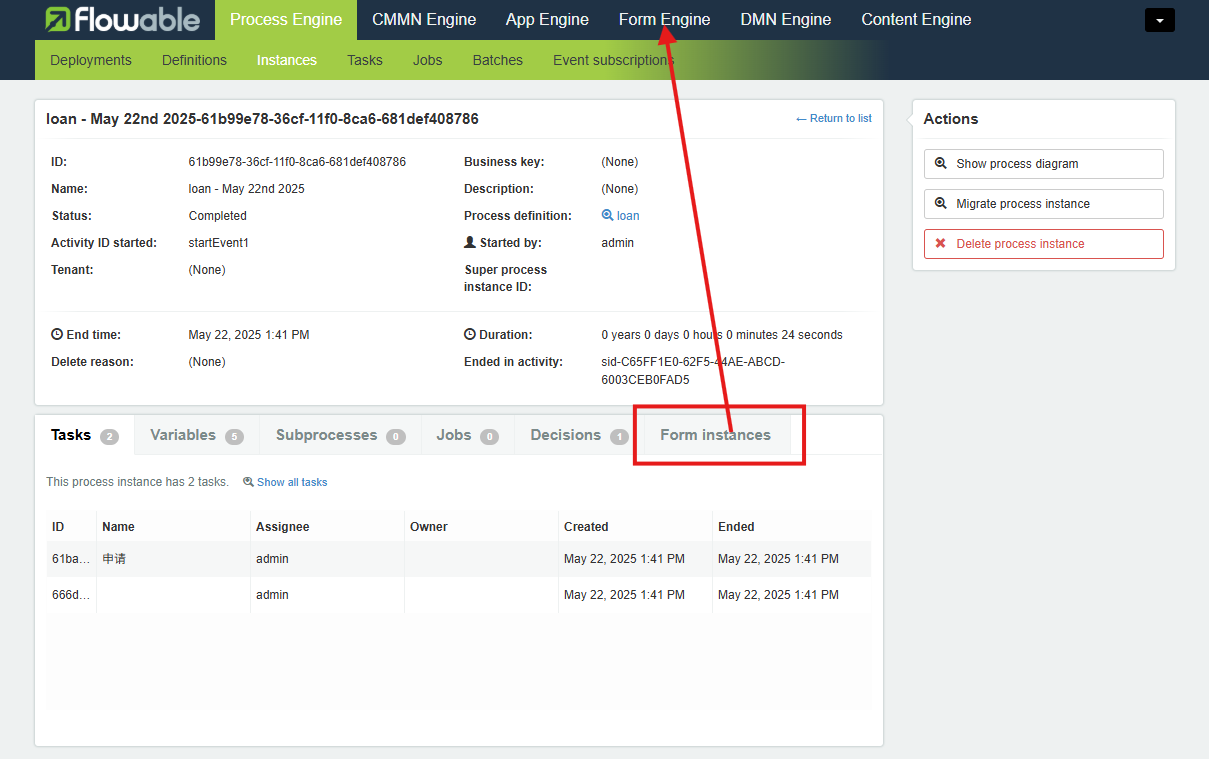 flowable
Process Engine CMMN Engine App Engine Form Engine DMN Engine Content Engine
Deployments Definitions Instances Tasks Jobs Batches Event subscriptions
loan - May 22nd 2025-61b99e78-36cf-11f0-8ca6-681def408786
← Return to list
ID: 61b99e78-36cf-11f0-8ca6-681def408786 Business key: (None)
Name: loan - May 22nd 2025 Description: (None)
Status: Completed Process definition: loan
Activity ID started: startEvent1 Started by: admin
Tenant: (None) Super process
instance ID:
End time: May 22, 2025 1:41 PM Duration: 0 years 0 days 0 hours 0 minutes 24 seconds
Delete reason: (None) Ended in activity: sid-C65FF1E0-62F5-44AE-ABCD-
6003CEB0FAD5
Actions
Show process diagram
Migrate process instance
Delete process instance
Tasks 2 Variables 5 Subprocesses 0 Jobs 0 Decisions 1 Form instances
This process instance has 2 tasks. Show all tasks
ID Name Assignee Owner Created Ended
61ba... 申请 admin May 22, 2025 1:41 PM May 22, 2025 1:41 PM
666d... admin May 22, 2025 1:41 PM May 22, 2025 1:41 PM